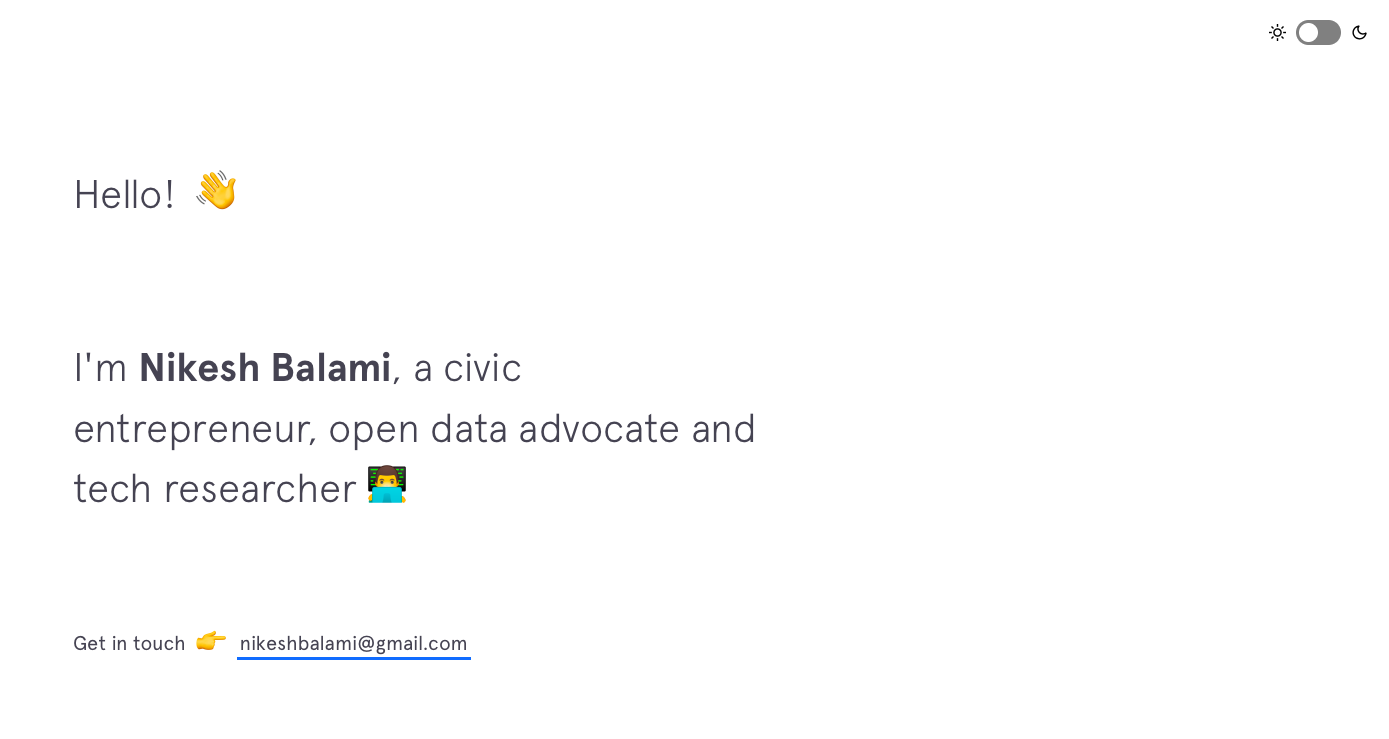 Hello! 👋
I'm Nikesh Balami, a civic
entrepreneur, open data advocate and
tech researcher 👨‍💻
Get in touch 👉 nikeshbalami@gmail.com